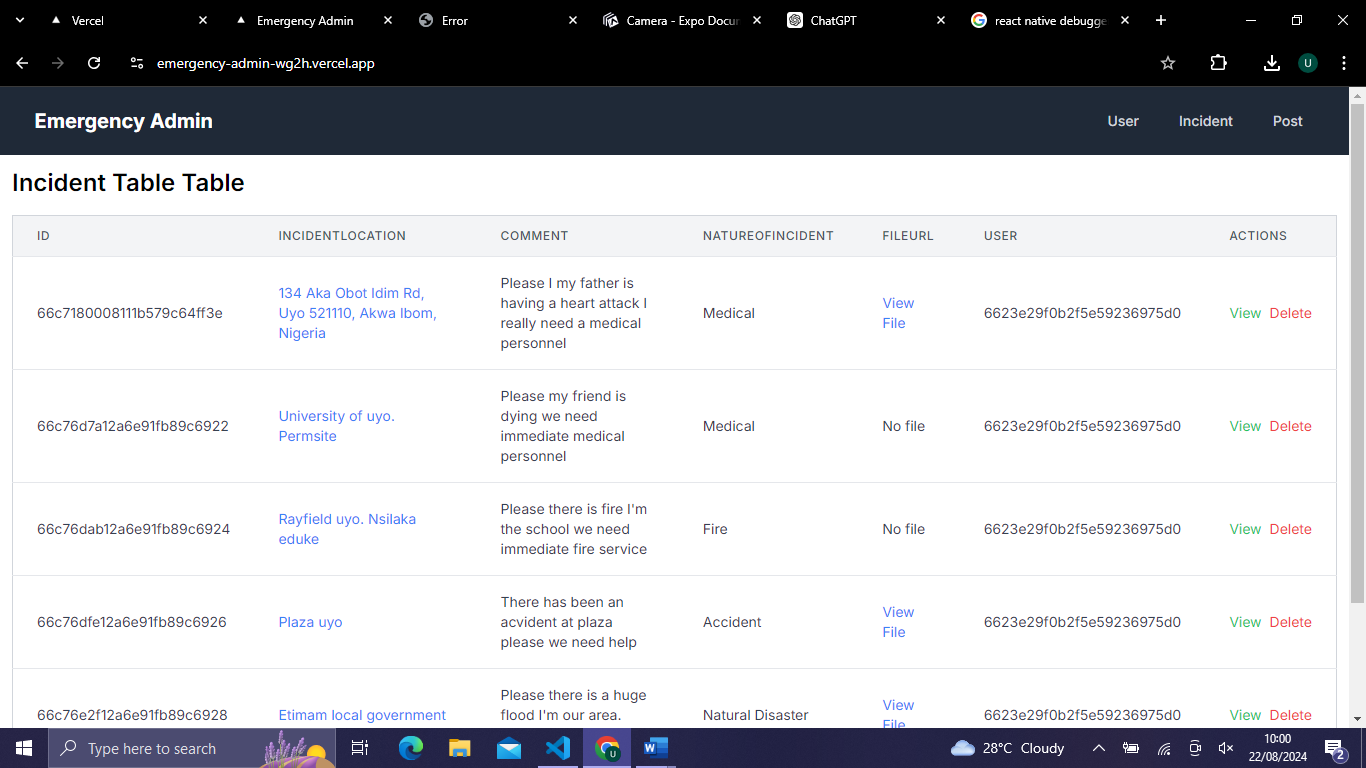 Vercel
Emergency Admin
Error
Camera - Expo Docu
ChatGPT
react native debugge
emergency-admin-wg2h.vercel.app
U
Emergency Admin
User
Incident
Post
Incident Table Table
ID
INCIDENTLOCATION
COMMENT
NATUREOFINCIDENT
FILEURL
USER
ACTIONS
66c7180008111b579c64ff3e
134 Aka Obot Idim Rd,
Uyo 521110, Akwa Ibom,
Nigeria
Please I my father is
having a heart attack I
really need a medical
personnel
Medical
View
File
6623e29f0b2f5e59236975d0
View Delete
66c76d7a12a6e91fb89c6922
University of uyo.
Permsite
Please my friend is
dying we need
immediate medical
personnel
Medical
No file
6623e29f0b2f5e59236975d0
View Delete
66c76dab12a6e91fb89c6924
Rayfield uyo. Nsilaka
eduke
Please there is fire I'm
the school we need
immediate fire service
Fire
No file
6623e29f0b2f5e59236975d0
View Delete
66c76dfe12a6e91fb89c6926
Plaza uyo
There has been an
acvident at plaza
please we need help
Accident
View
File
6623e29f0b2f5e59236975d0
View Delete
66c76e2f12a6e91fb89c6928
Etimam local government
Please there is a huge
flood I'm our area.
Natural Disaster
View
File
6623e29f0b2f5e59236975d0
View Delete
Type here to search
U
28°C Cloudy
10:00
22/08/2024
2